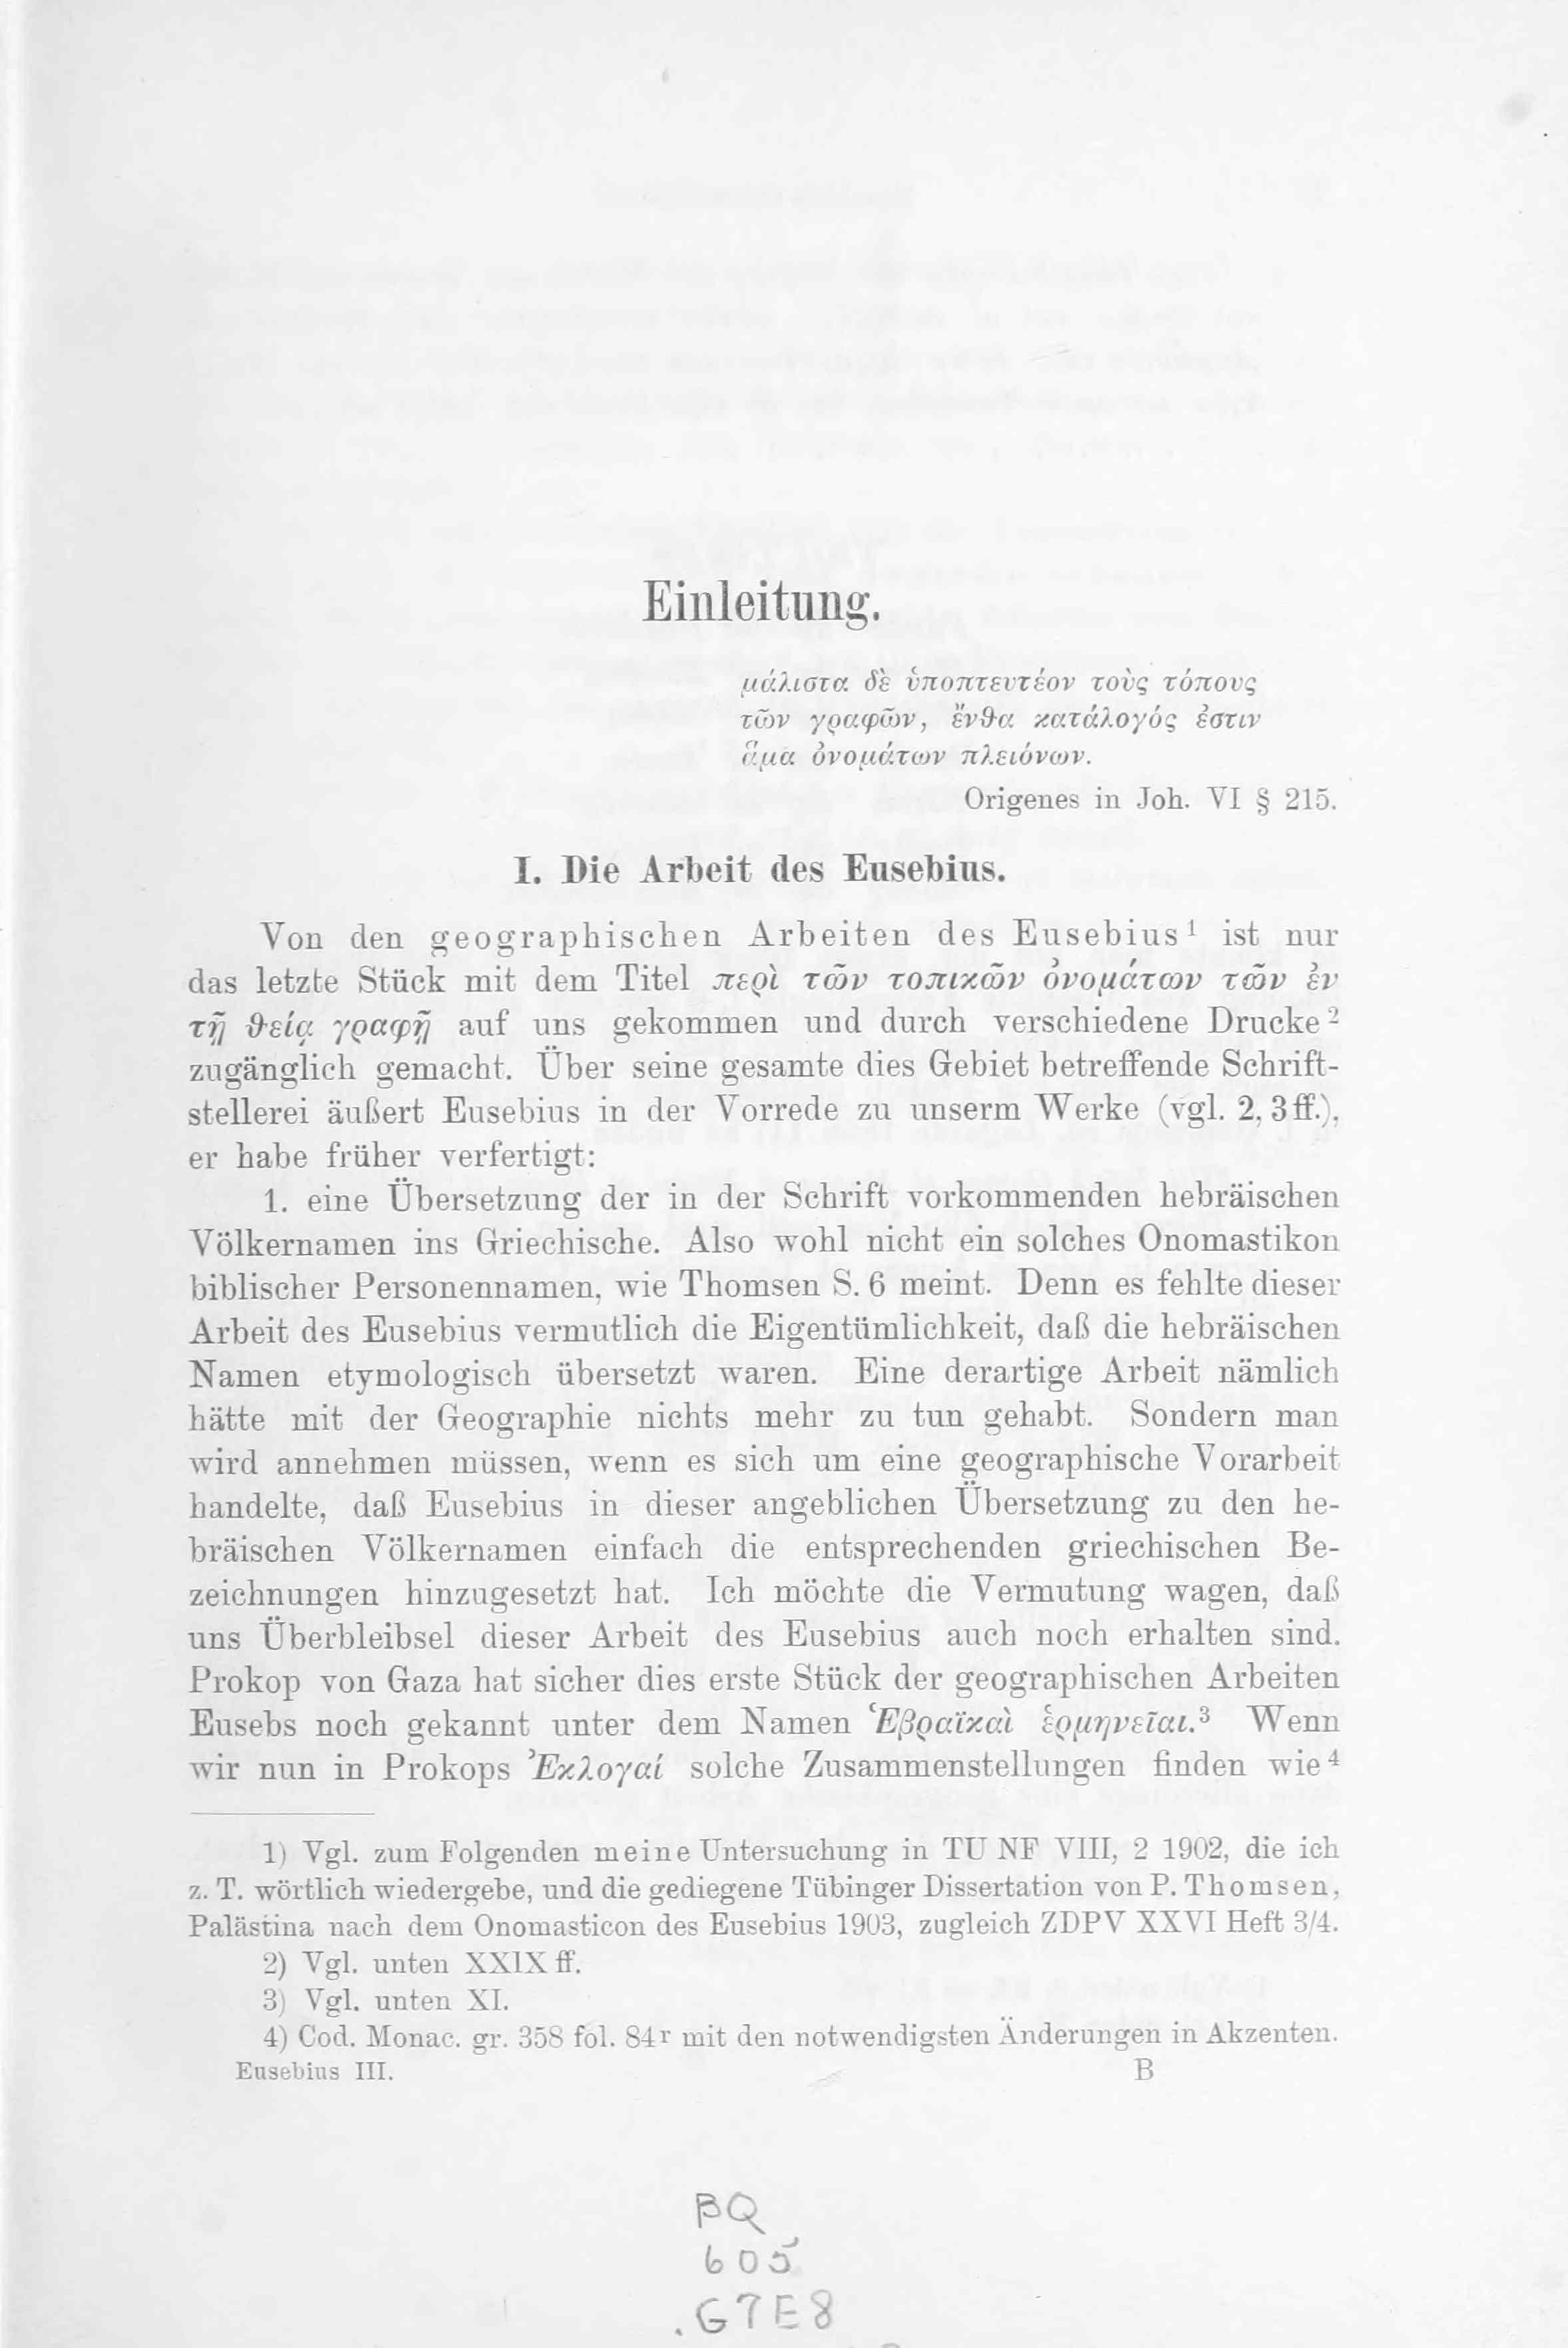 Einleitung.
μάλιστα δὲ ὑποπτευτέον τοὺς τόπους
τῶν γραφῶν, ἔνθα κατάλογός ἐστιν
ἅμα ὀνομάτων πλειόνων.
Origenes in Joh. VI § 215.
I. Die Arbeit des Eusebius.
Von den geographischen Arbeiten des Eusebius¹ ist nur
das letzte Stück mit dem Titel περὶ τῶν τοπικῶν ὀνομάτων τῶν ἐν
τῇ θείᾳ γραφῇ auf uns gekommen und durch verschiedene Drucke²
zugänglich gemacht. Über seine gesamte dies Gebiet betreffende Schrift-
stellerei äußert Eusebius in der Vorrede zu unserm Werke (vgl. 2, 3 ff.),
er habe früher verfertigt:
1. eine Übersetzung der in der Schrift vorkommenden hebräischen
Völkernamen ins Griechische. Also wohl nicht ein solches Onomastikon
biblischer Personennamen, wie Thomsen S. 6 meint. Denn es fehlte dieser
Arbeit des Eusebius vermutlich die Eigentümlichkeit, daß die hebräischen
Namen etymologisch übersetzt waren. Eine derartige Arbeit nämlich
hätte mit der Geographie nichts mehr zu tun gehabt. Sondern man
wird annehmen müssen, wenn es sich um eine geographische Vorarbeit
handelte, daß Eusebius in dieser angeblichen Übersetzung zu den he-
bräischen Völkernamen einfach die entsprechenden griechischen Be-
zeichnungen hinzugesetzt hat. Ich möchte die Vermutung wagen, daß
uns Überbleibsel dieser Arbeit des Eusebius auch noch erhalten sind.
Prokop von Gaza hat sicher dies erste Stück der geographischen Arbeiten
Eusebs noch gekannt unter dem Namen Ἑβραϊκαὶ ἑρμηνεῖαι.³ Wenn
wir nun in Prokops Ἐκλογαί solche Zusammenstellungen finden wie⁴
1) Vgl. zum Folgenden meine Untersuchung in TU NF VIII, 2 1902, die ich
z. T. wörtlich wiedergebe, und die gediegene Tübinger Dissertation von P. Thomsen,
Palästina nach dem Onomasticon des Eusebius 1903, zugleich ZDPV XXVI Heft 3/4.
2) Vgl. unten XXIX ff.
3) Vgl. unten XI.
4) Cod. Monac. gr. 358 fol. 84ʳ mit den notwendigsten Änderungen in Akzenten.
Eusebius III. B
BQ
605
.G7E8